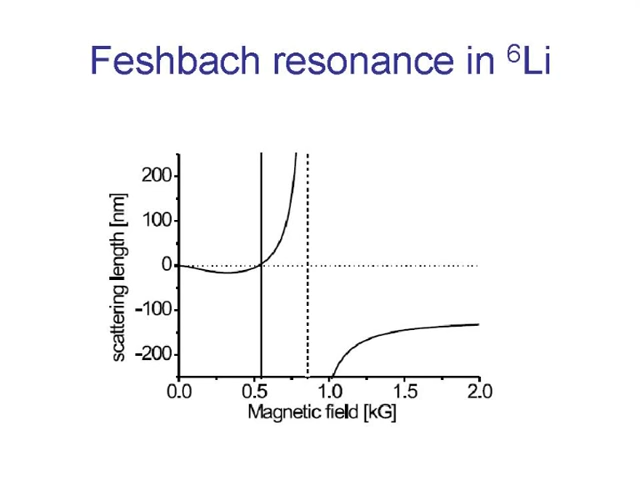 Feshbach resonance in ⁶Li
200
100
0
-100
-200
scattering length [nm]
0.0 0.5 1.0 1.5 2.0
Magnetic field [kG]